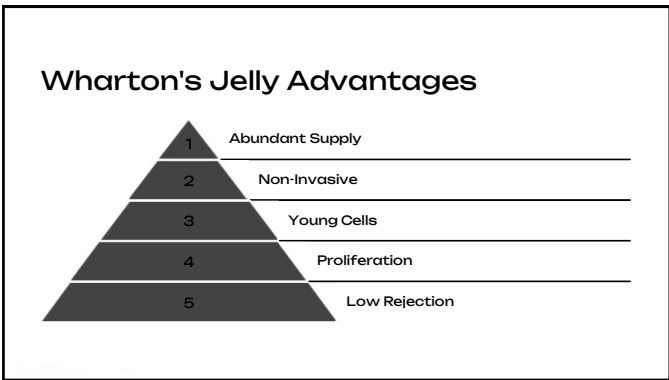 Wharton's Jelly Advantages
1 Abundant Supply
2 Non-Invasive
3 Young Cells
4 Proliferation
5 Low Rejection